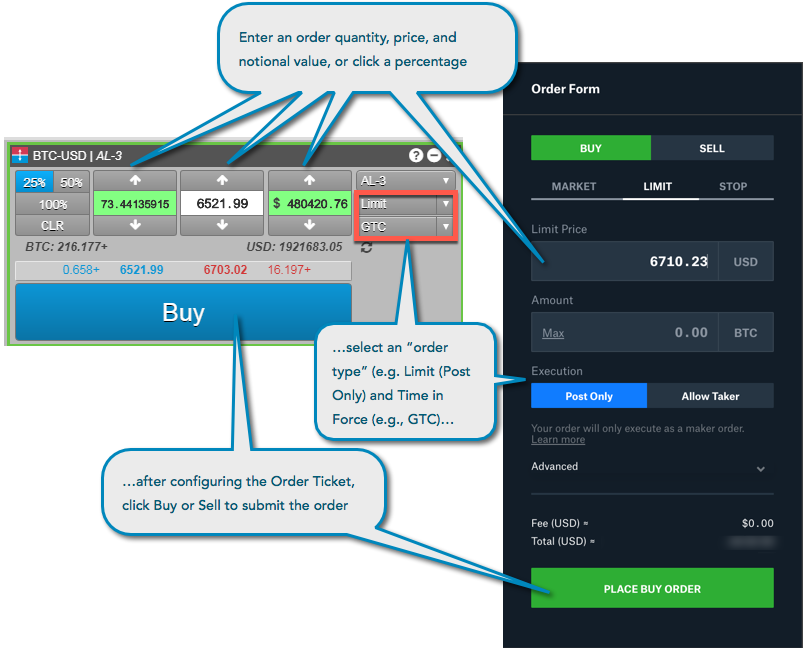 Enter an order quantity, price, and
notional value, or click a percentage
BTC-USD | AL-3
?
25% 50%
100%
CLR
73.44135915
6521.99
$ 480420.76
AL-3
Limit
GTC
BTC: 216.177+
USD: 1921683.05
0.658+ 6521.99 6703.02 16.197+
Buy
…select an “order
type” (e.g. Limit (Post
Only) and Time in
Force (e.g., GTC)…
…after configuring the Order Ticket,
click Buy or Sell to submit the order
Order Form
BUY SELL
MARKET LIMIT STOP
Limit Price
6710.23 USD
Amount
Max 0.00 BTC
Execution
Post Only Allow Taker
Your order will only execute as a maker order.
Learn more
Advanced
Fee (USD) ≈ $0.00
Total (USD) ≈
PLACE BUY ORDER